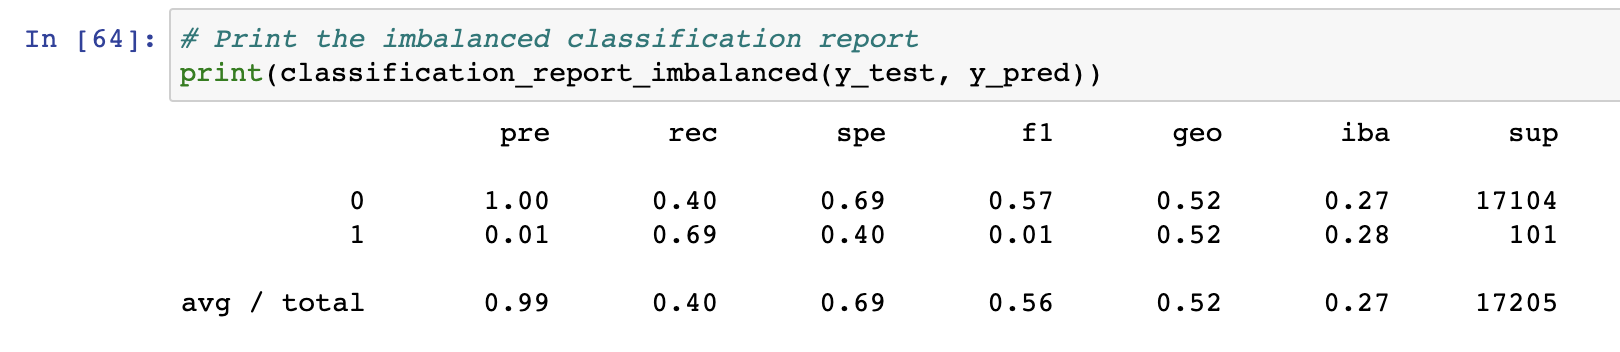 In [64]: # Print the imbalanced classification report
print(classification_report_imbalanced(y_test, y_pred))
pre rec spe f1 geo iba sup
0 1.00 0.40 0.69 0.57 0.52 0.27 17104
1 0.01 0.69 0.40 0.01 0.52 0.28 101
avg / total 0.99 0.40 0.69 0.56 0.52 0.27 17205